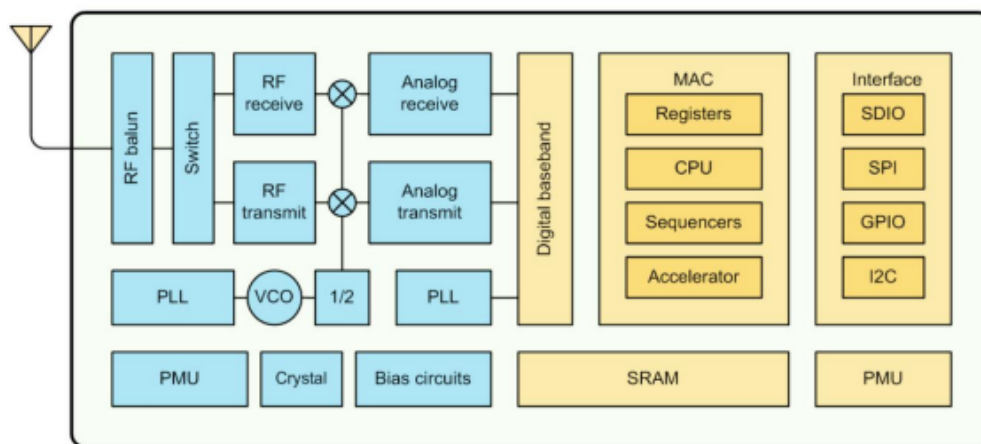 RF balun
Switch
RF
receive
Analog
receive
RF
transmit
Analog
transmit
PLL
VCO
1/2
PLL
Digital baseband
MAC
Registers
CPU
Sequencers
Accelerator
Interface
SDIO
SPI
GPIO
I2C
PMU
Crystal
Bias circuits
SRAM
PMU